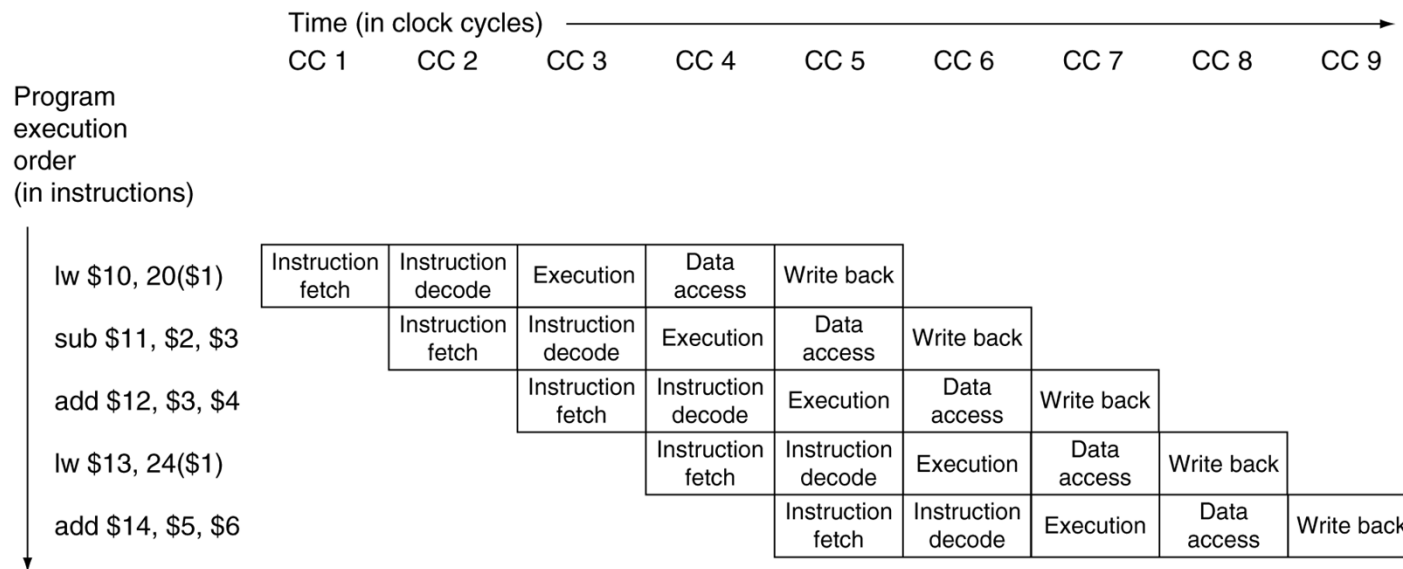 Time (in clock cycles)
CC 1 CC 2 CC 3 CC 4 CC 5 CC 6 CC 7 CC 8 CC 9
Program
execution
order
(in instructions)
lw $10, 20($1)
Instruction
fetch
Instruction
decode
Execution
Data
access
Write back
sub $11, $2, $3
Instruction
fetch
Instruction
decode
Execution
Data
access
Write back
add $12, $3, $4
Instruction
fetch
Instruction
decode
Execution
Data
access
Write back
lw $13, 24($1)
Instruction
fetch
Instruction
decode
Execution
Data
access
Write back
add $14, $5, $6
Instruction
fetch
Instruction
decode
Execution
Data
access
Write back